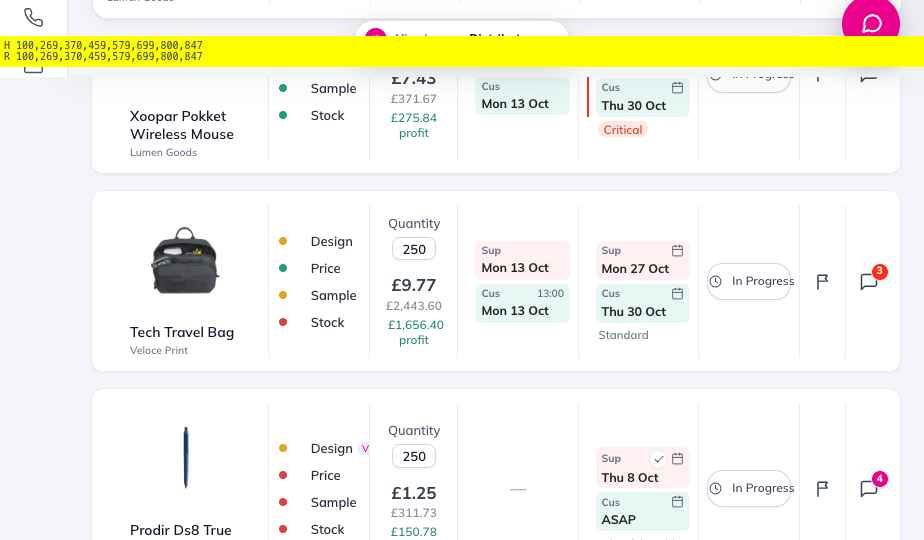 H 100,269,370,459,579,699,800,847
R 100,269,370,459,579,699,800,847
Xoopar Pokket
Wireless Mouse
Lumen Goods
Sample
Stock
£7.43
£371.67
£275.84
profit
Cus
Mon 13 Oct
Cus
Thu 30 Oct
Critical
In Progress
Tech Travel Bag
Veloce Print
Design
Price
Sample
Stock
Quantity
250
£9.77
£2,443.60
£1,656.40
profit
Sup
Mon 13 Oct
Cus 13:00
Mon 13 Oct
Sup
Mon 27 Oct
Cus
Thu 30 Oct
Standard
In Progress
3
Prodir Ds8 True
Design V
Price
Sample
Stock
Quantity
250
£1.25
£311.73
£150.78
—
Sup
Thu 8 Oct
Cus
ASAP
In Progress
4